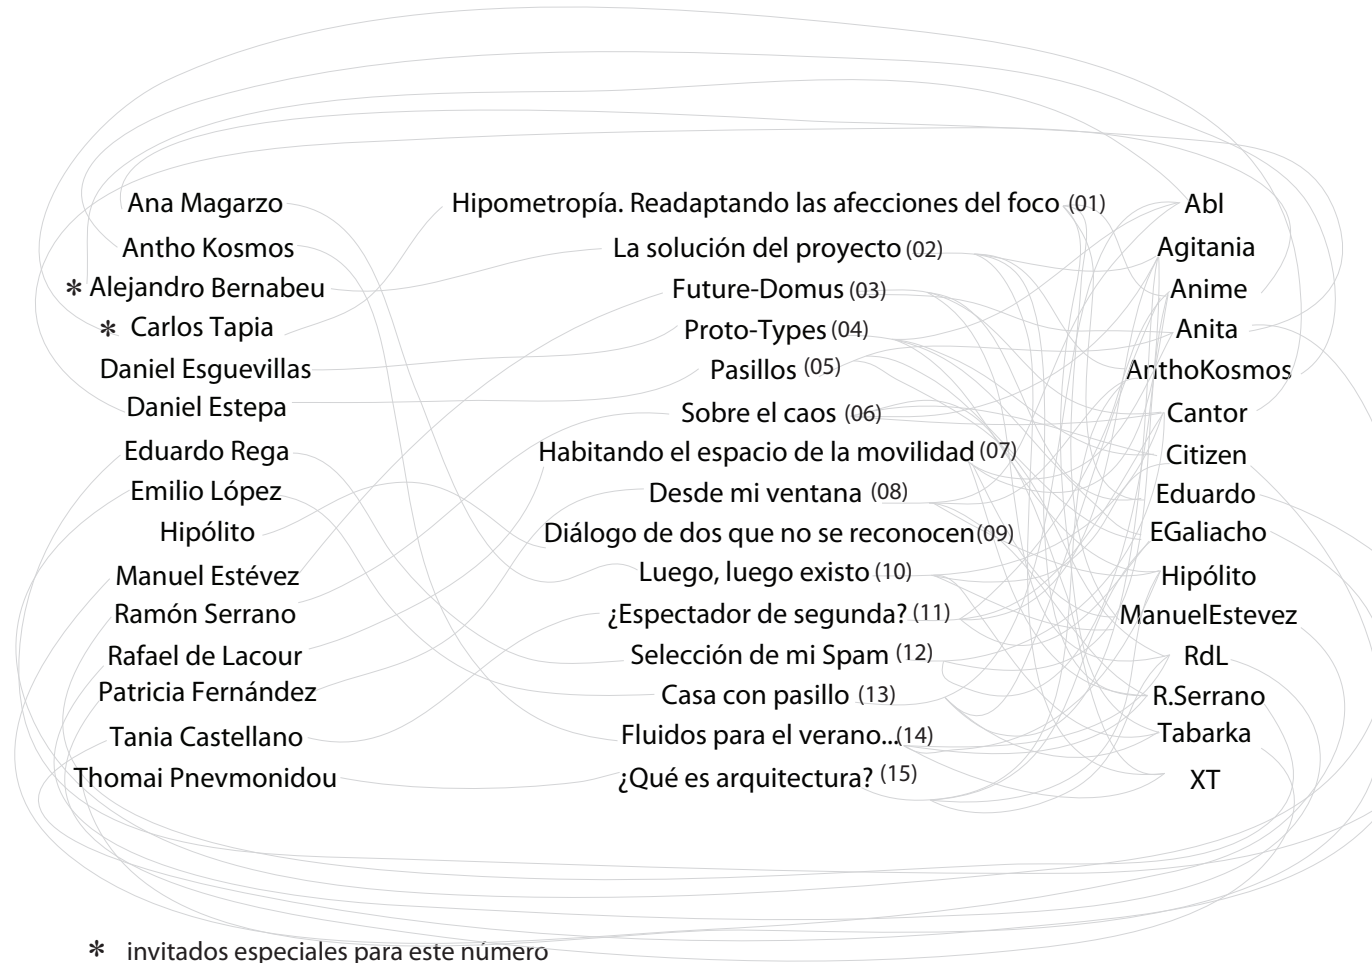 Ana Magarzo
Antho Kosmos
* Alejandro Bernabeu
* Carlos Tapia
Daniel Esguevillas
Daniel Estepa
Eduardo Rega
Emilio López
Hipólito
Manuel Estévez
Ramón Serrano
Rafael de Lacour
Patricia Fernández
Tania Castellano
Thomai Pnevmonidou
Hipometropía. Readaptando las afecciones del foco (01)
La solución del proyecto (02)
Future-Domus (03)
Proto-Types (04)
Pasillos (05)
Sobre el caos (06)
Habitando el espacio de la movilidad (07)
Desde mi ventana (08)
Diálogo de dos que no se reconocen (09)
Luego, luego existo (10)
¿Espectador de segunda? (11)
Selección de mi Spam (12)
Casa con pasillo (13)
Fluidos para el verano...(14)
¿Qué es arquitectura? (15)
Abl
Agitania
Anime
Anita
AnthoKosmos
Cantor
Citizen
Eduardo
EGaliacho
Hipólito
ManuelEstevez
RdL
R.Serrano
Tabarka
XT
* invitados especiales para este número